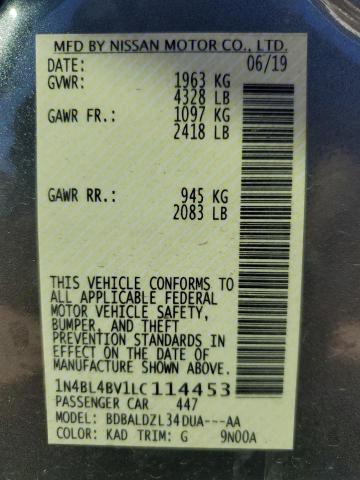 MFD BY NISSAN MOTOR CO., LTD.
DATE: 06/19
GVWR: 1963 KG
4328 LB
GAWR FR.: 1097 KG
2418 LB
GAWR RR.: 945 KG
2083 LB
THIS VEHICLE CONFORMS TO
ALL APPLICABLE FEDERAL
MOTOR VEHICLE SAFETY,
BUMPER, AND THEFT
PREVENTION STANDARDS IN
EFFECT ON THE DATE OF
MANUFACTURE SHOWN ABOVE.
1N4BL4BV1LC114453
PASSENGER CAR 447
MODEL: BDBALDZL34DUA---AA
COLOR: KAD TRIM: G 9N00A